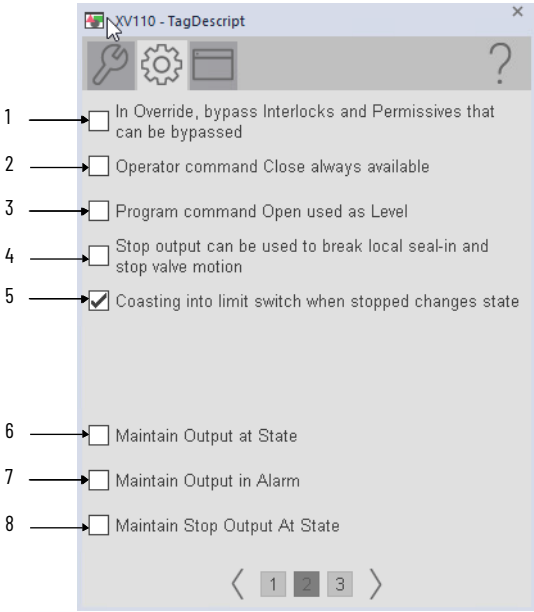 XV110 - TagDescript
?
1 In Override, bypass Interlocks and Permissives that
can be bypassed
2 Operator command Close always available
3 Program command Open used as Level
4 Stop output can be used to break local seal-in and
stop valve motion
5 Coasting into limit switch when stopped changes state
6 Maintain Output at State
7 Maintain Output in Alarm
8 Maintain Stop Output At State
1 2 3